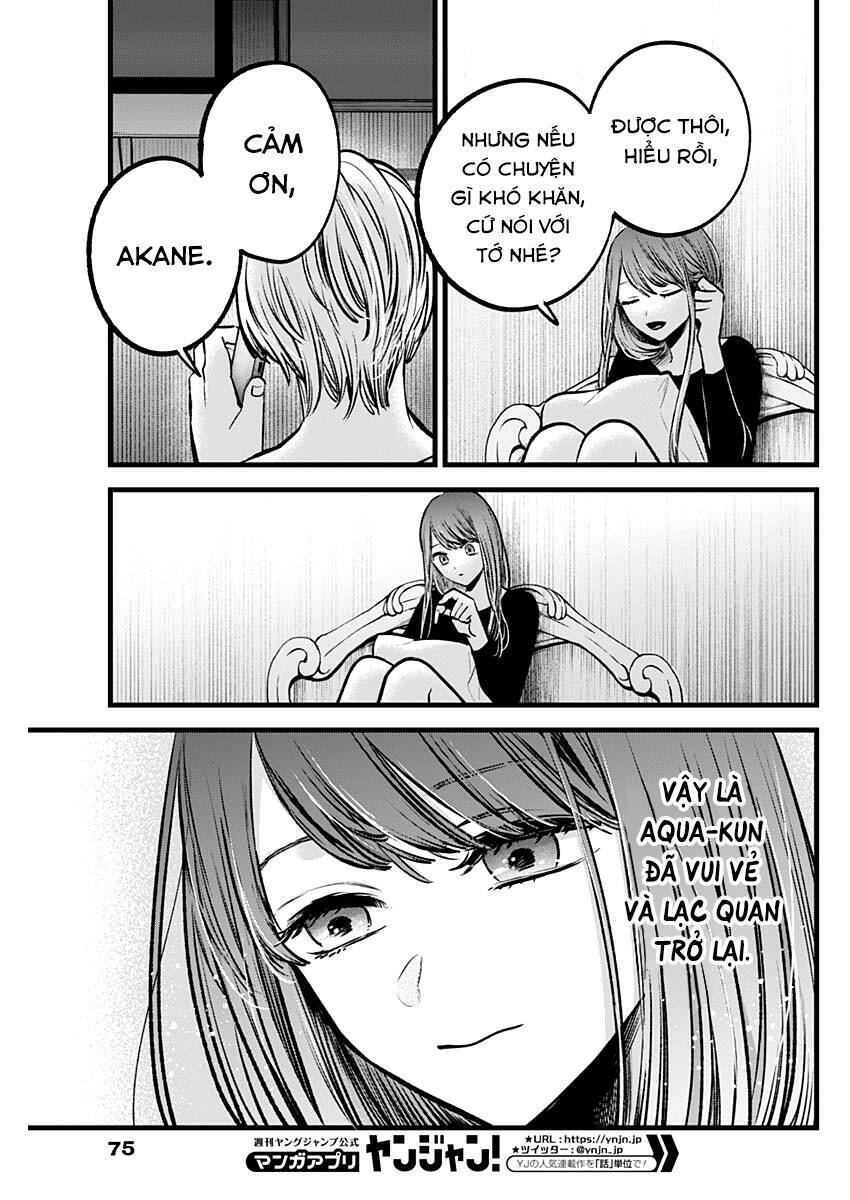 ĐƯỢC THÔI,
HIỂU RỒI,
NHƯNG NẾU
CÓ CHUYỆN
GÌ KHÓ KHĂN,
CỨ NÓI VỚI
TỚ NHÉ?
CẢM
ƠN,
AKANE.
VẬY LÀ
AQUA-KUN
ĐÃ VUI VẺ
VÀ LẠC QUAN
TRỞ LẠI.
75
週刊ヤングジャンプ公式
マンガアプリ
ヤンジャン!
★URL：https://ynjn.jp
★ツイッター：@ynjn_jp
YJの人気連載作を「話」単位で！